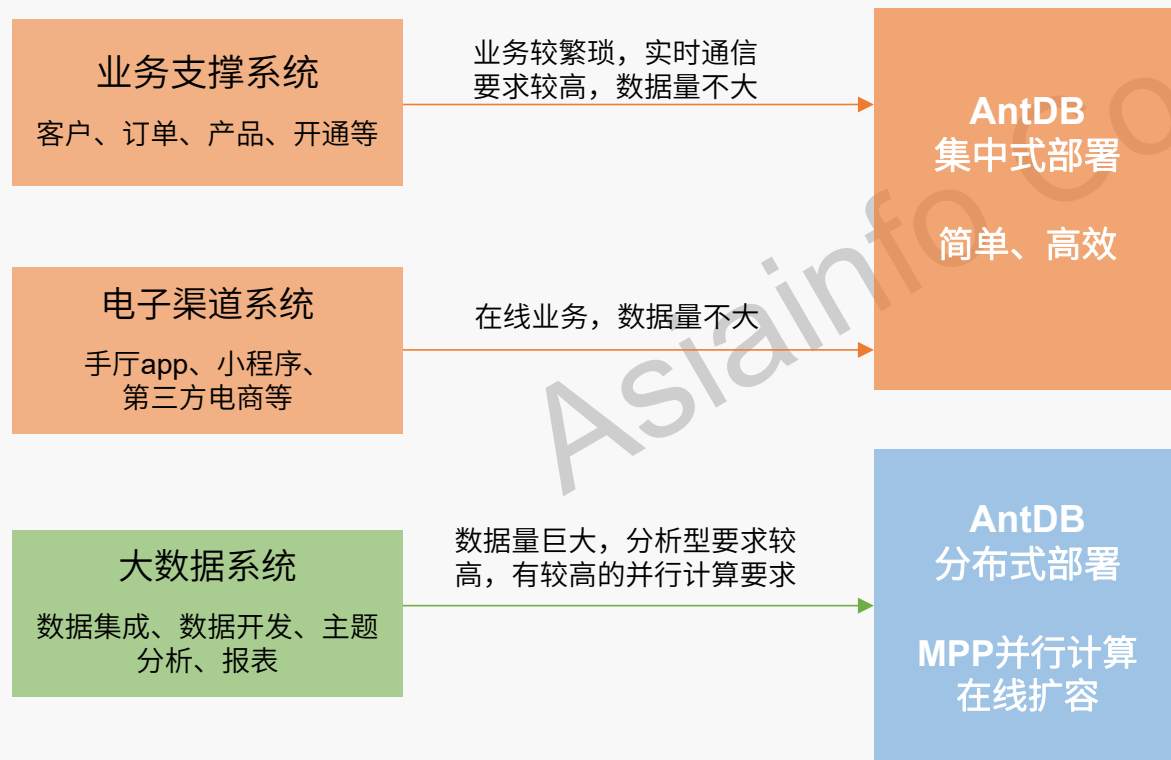 业务支撑系统
客户、订单、产品、开通等
业务较繁琐，实时通信
要求较高，数据量不大
AntDB
集中式部署
简单、高效
电子渠道系统
手厅app、小程序、
第三方电商等
在线业务，数据量不大
大数据系统
数据集成、数据开发、主题
分析、报表
数据量巨大，分析型要求较
高，有较高的并行计算要求
AntDB
分布式部署
MPP并行计算
在线扩容
Asiainfo Co